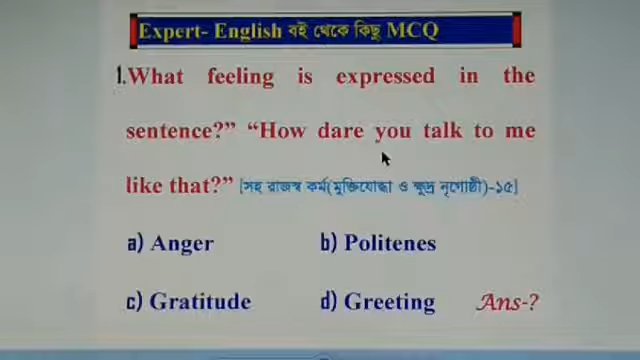 Expert- English বই থেকে কিছু MCQ
1.What feeling is expressed in the
sentence?” “How dare you talk to me
like that?” [সহ রাজস্ব কর্ম(মুক্তিযোদ্ধা ও ক্ষুদ্র নৃগোষ্ঠী)-১৫]
a) Anger b) Politenes
c) Gratitude d) Greeting Ans-?